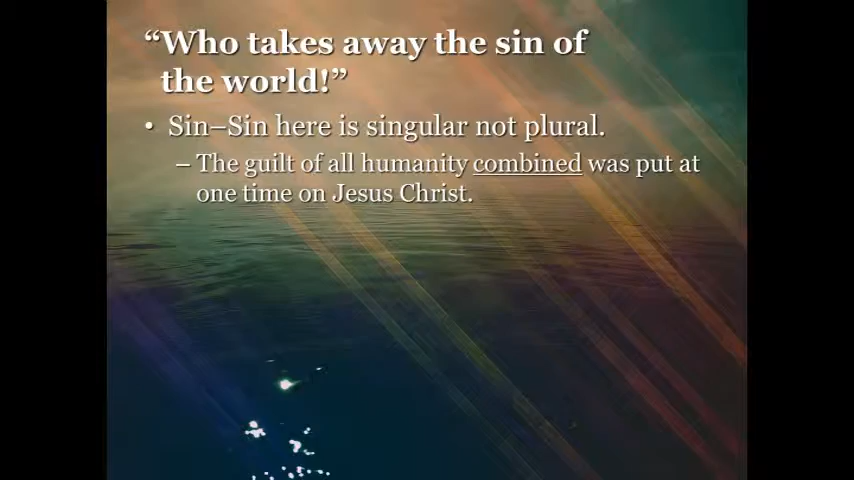 “Who takes away the sin of
the world!”
• Sin–Sin here is singular not plural.
– The guilt of all humanity combined was put at
one time on Jesus Christ.